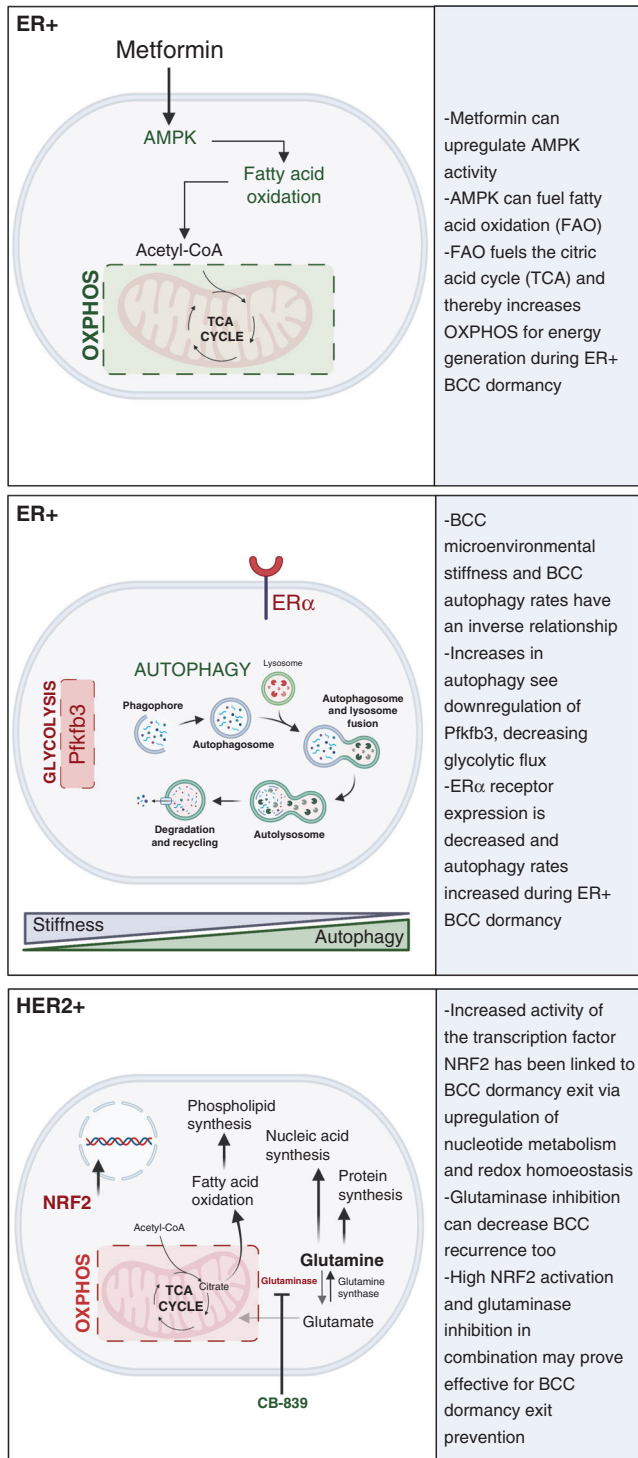 ER+
Metformin
AMPK
Fatty acid
oxidation
Acetyl-CoA
OXPHOS
TCA
CYCLE
-Metformin can
upregulate AMPK
activity
-AMPK can fuel fatty
acid oxidation (FAO)
-FAO fuels the citric
acid cycle (TCA) and
thereby increases
OXPHOS for energy
generation during ER+
BCC dormancy
ER+
ERα
GLYCOLYSIS
Pfkfb3
AUTOPHAGY
Lysosome
Phagophore
Autophagosome
Autophagosome
and lysosome
fusion
Degradation
and recycling
Autolysosome
Stiffness
Autophagy
-BCC
microenvironmental
stiffness and BCC
autophagy rates have
an inverse relationship
-Increases in
autophagy see
downregulation of
Pfkfb3, decreasing
glycolytic flux
-ERα receptor
expression is
decreased and
autophagy rates
increased during ER+
BCC dormancy
HER2+
NRF2
Phospholipid
synthesis
Fatty acid
oxidation
Nucleic acid
synthesis
Protein
synthesis
Acetyl-CoA
OXPHOS
TCA
CYCLE
Citrate
Glutaminase
Glutamine
Glutamine
synthase
Glutamate
CB-839
-Increased activity of
the transcription factor
NRF2 has been linked to
BCC dormancy exit via
upregulation of
nucleotide metabolism
and redox homoeostasis
-Glutaminase inhibition
can decrease BCC
recurrence too
-High NRF2 activation
and glutaminase
inhibition in
combination may prove
effective for BCC
dormancy exit
prevention